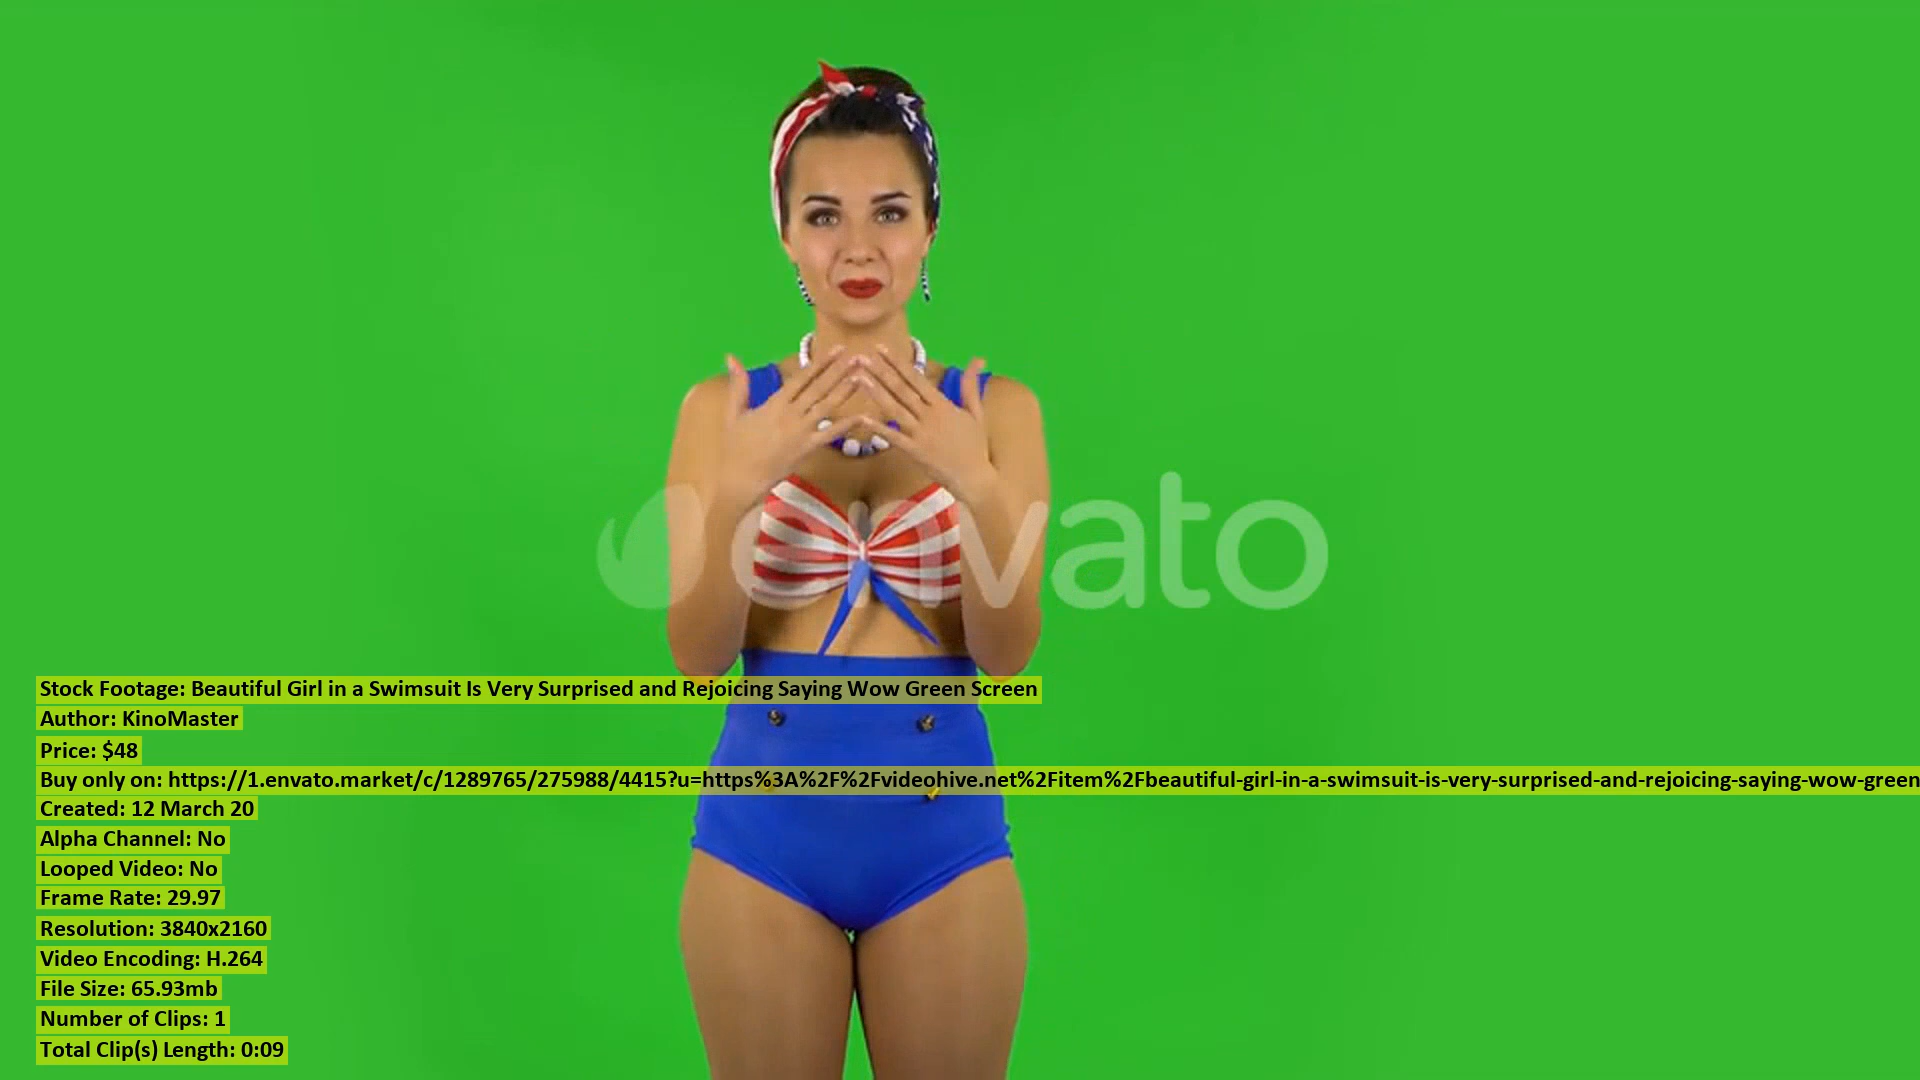 envato
Stock Footage: Beautiful Girl in a Swimsuit Is Very Surprised and Rejoicing Saying Wow Green Screen
Author: KinoMaster
Price: $48
Buy only on: https://1.envato.market/c/1289765/275988/4415?u=https%3A%2F%2Fvideohive.net%2Fitem%2Fbeautiful-girl-in-a-swimsuit-is-very-surprised-and-rejoicing-saying-wow-green
Created: 12 March 20
Alpha Channel: No
Looped Video: No
Frame Rate: 29.97
Resolution: 3840x2160
Video Encoding: H.264
File Size: 65.93mb
Number of Clips: 1
Total Clip(s) Length: 0:09